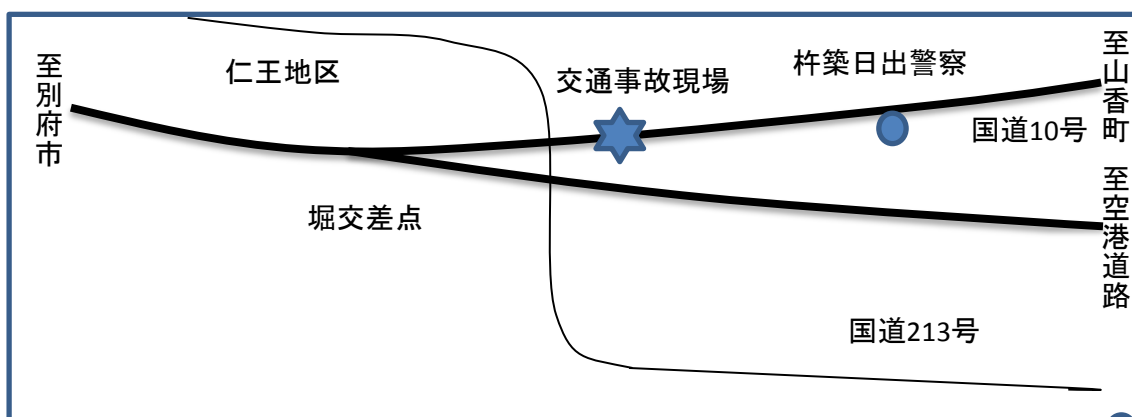 至別府市
仁王地区
交通事故現場
杵築日出警察
至山香町
国道10号
至空港道路
堀交差点
国道213号